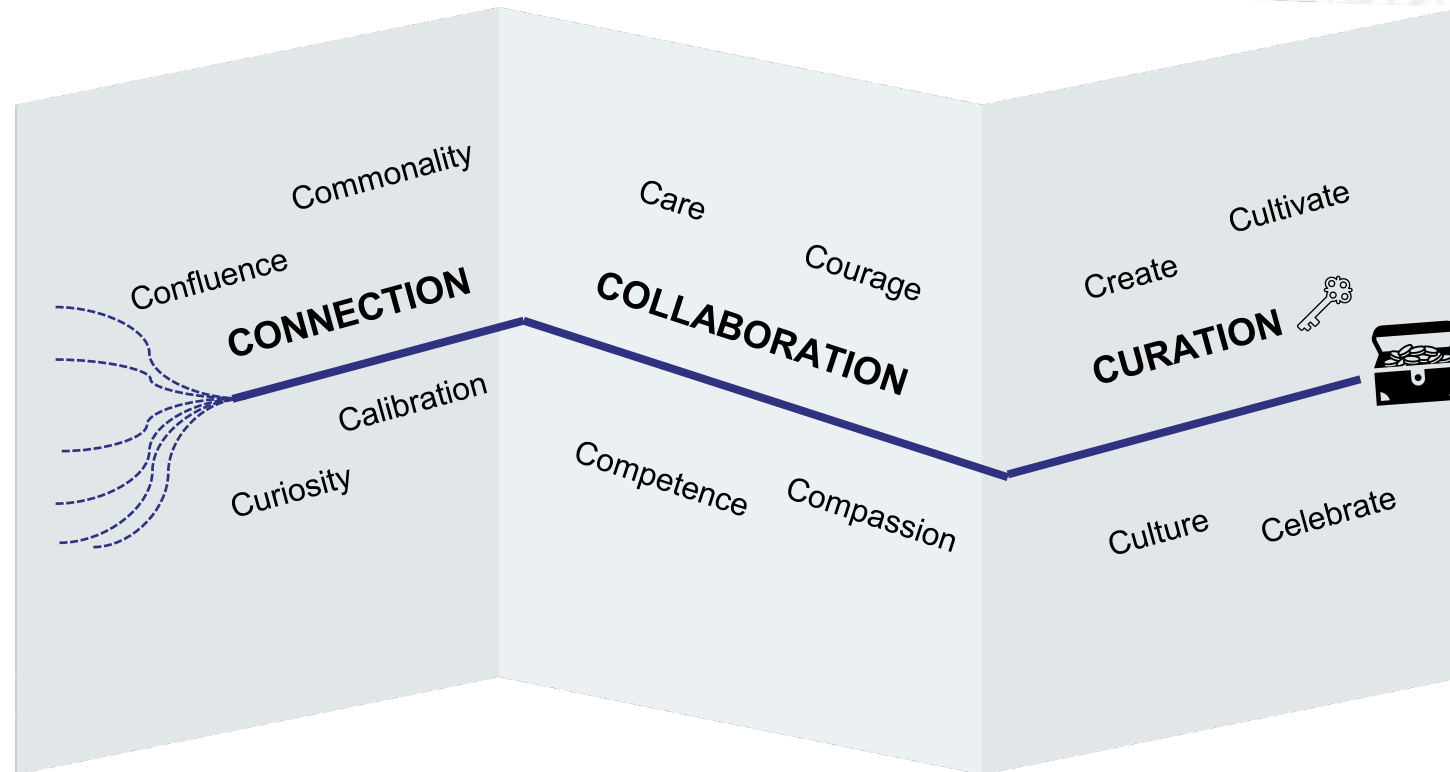 Commonality
Confluence
CONNECTION
Calibration
Curiosity
Care
Courage
COLLABORATION
Competence
Compassion
Cultivate
Create
CURATION
Culture
Celebrate